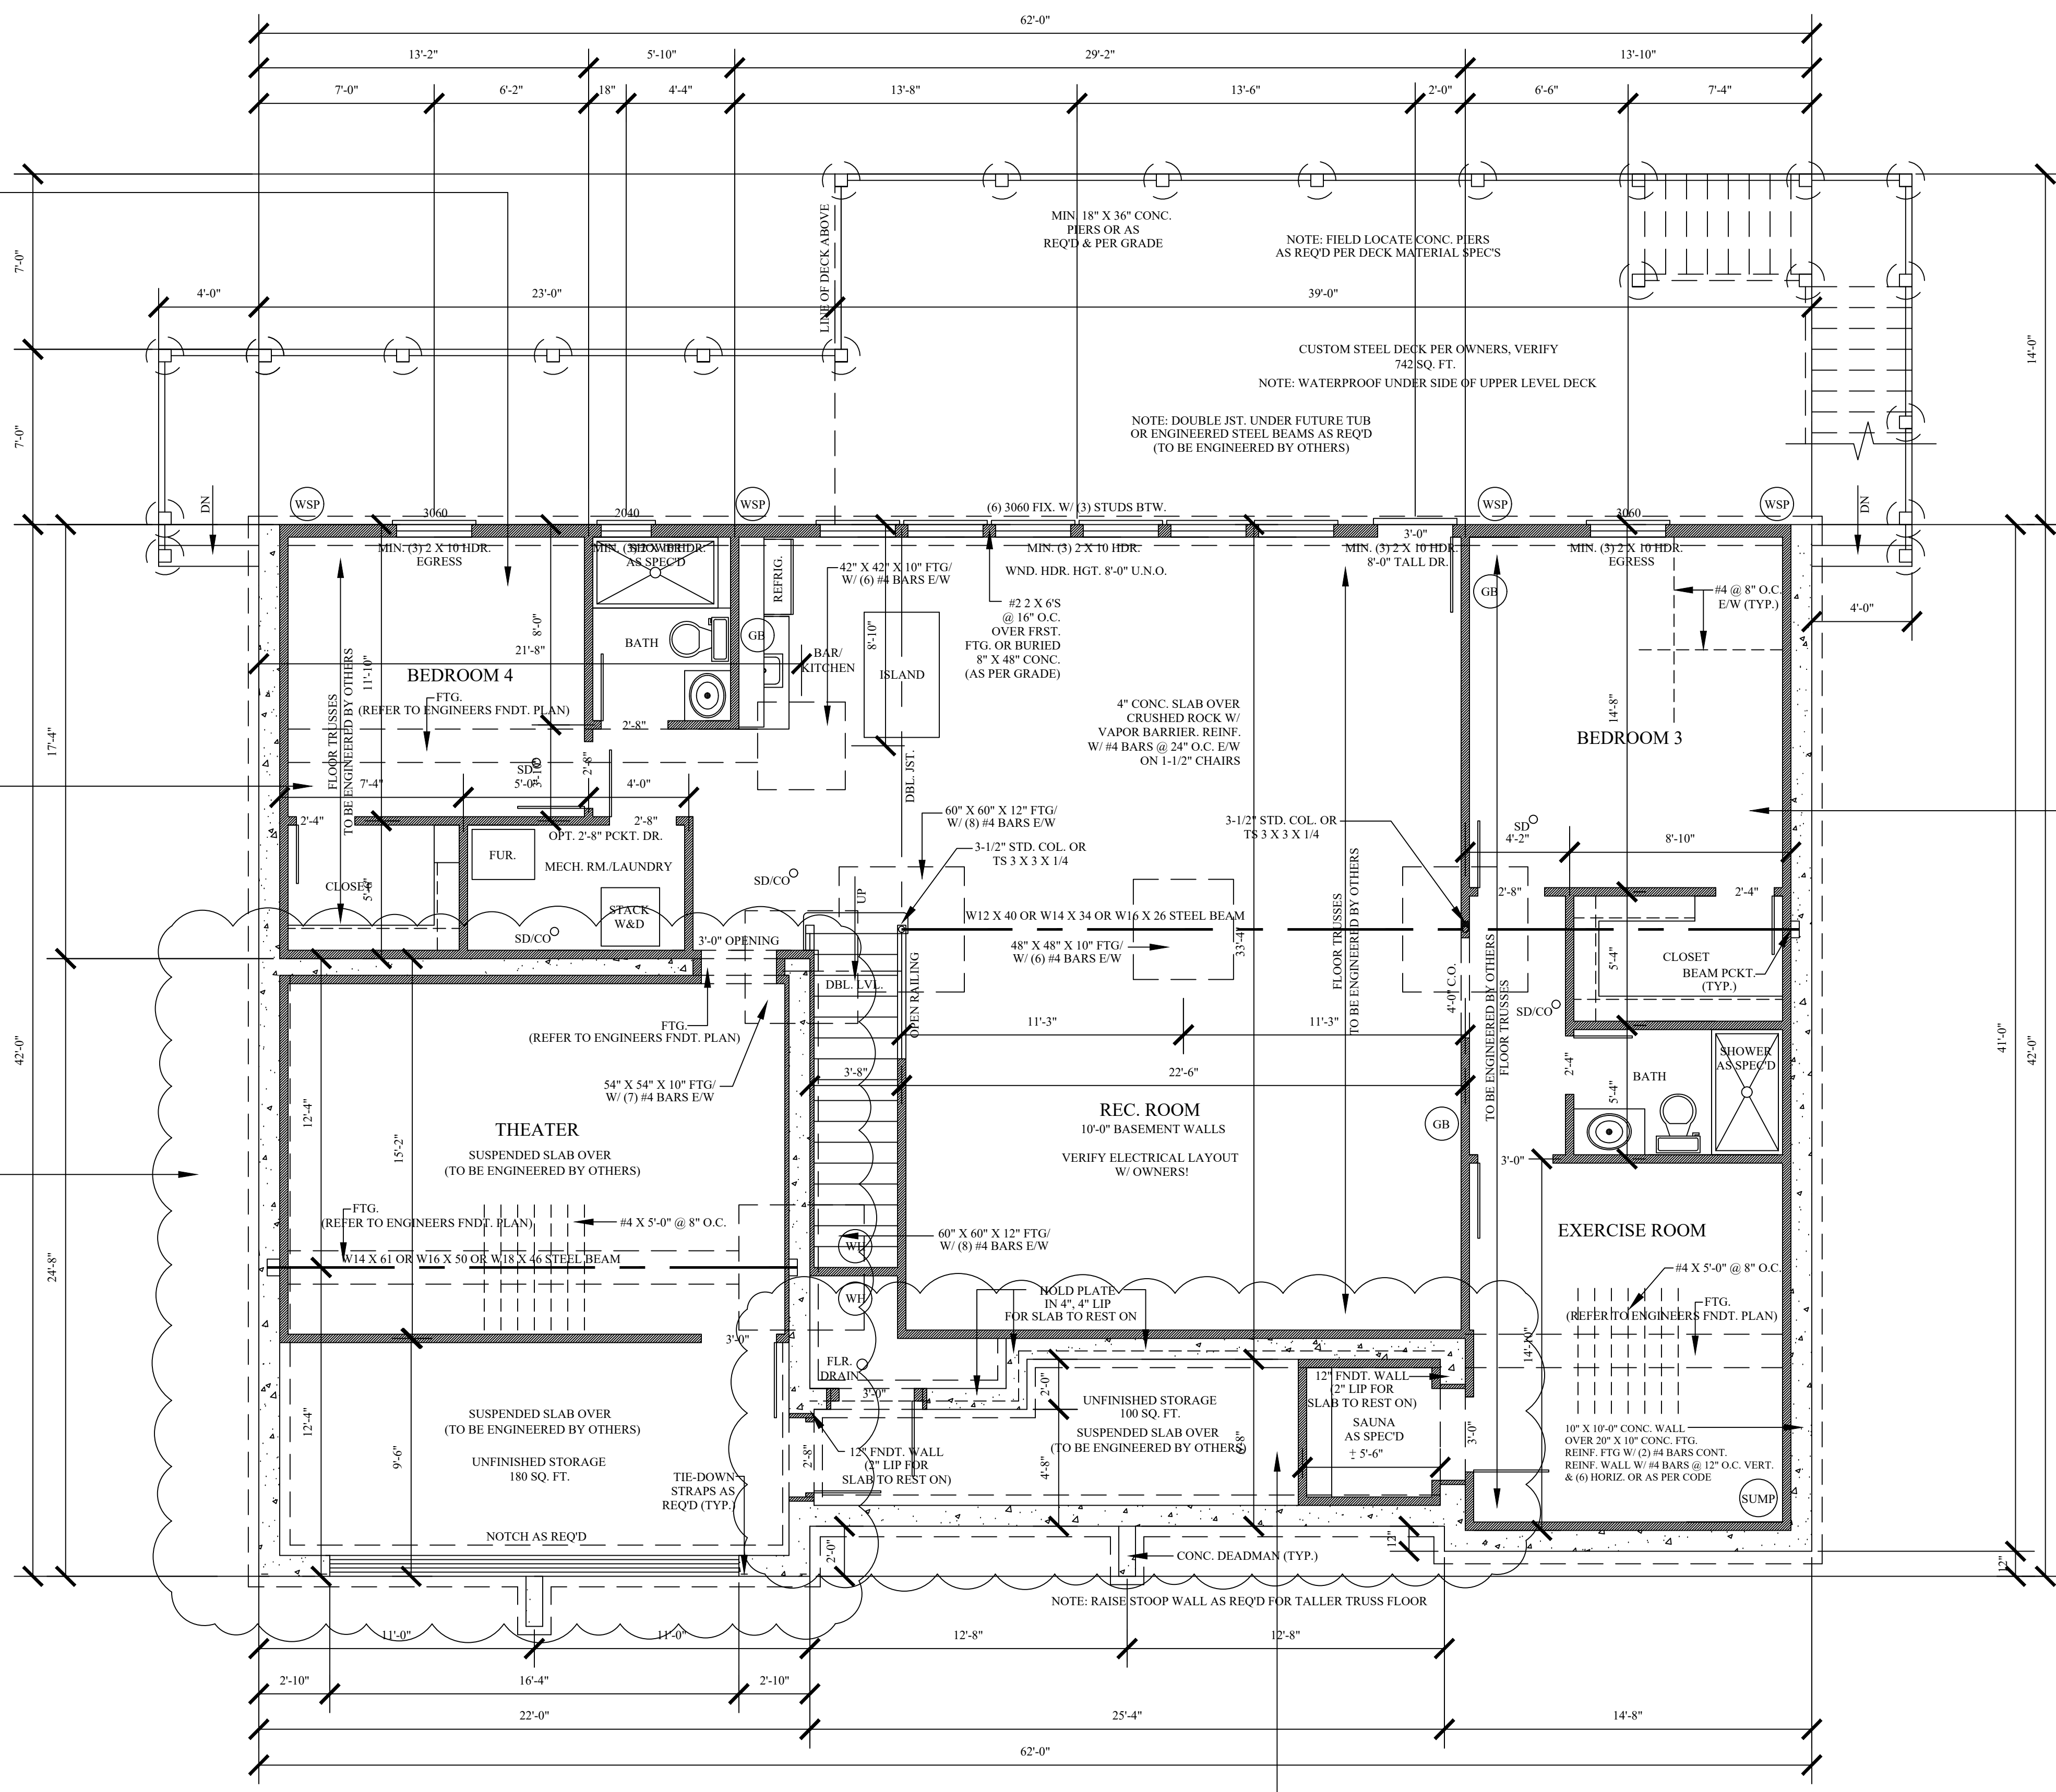 62'-0"
13'-2"
5'-10"
29'-2"
13'-10"
7'-0"
6'-2"
18"
4'-4"
13'-8"
13'-6"
2'-0"
6'-6"
7'-4"
7'-0"
7'-0"
14'-0"
LINE OF DECK ABOVE
MIN. 18" X 36" CONC.
PIERS OR AS
REQ'D & PER GRADE
NOTE: FIELD LOCATE CONC. PIERS
AS REQ'D PER DECK MATERIAL SPEC'S
4'-0"
23'-0"
39'-0"
CUSTOM STEEL DECK PER OWNERS, VERIFY
742 SQ. FT.
NOTE: WATERPROOF UNDER SIDE OF UPPER LEVEL DECK
NOTE: DOUBLE JST. UNDER FUTURE TUB
OR ENGINEERED STEEL BEAMS AS REQ'D
(TO BE ENGINEERED BY OTHERS)
DN
DN
WSP
WSP
WSP
WSP
3060
2040
(6) 3060 FIX. W/ (3) STUDS BTW.
3'-0"
3060
MIN. (3) 2 X 10 HDR.
EGRESS
MIN. (3) 2 X 10 HDR.
SHOWER
AS SPEC'D
MIN. (3) 2 X 10 HDR.
WND. HDR. HGT. 8'-0" U.N.O.
MIN. (3) 2 X 10 HDR.
8'-0" TALL DR.
MIN. (3) 2 X 10 HDR.
EGRESS
REFRIG.
42" X 42" X 10" FTG/
W/ (6) #4 BARS E/W
#2 2 X 6'S
@ 16" O.C.
OVER FRST.
FTG. OR BURIED
8" X 48" CONC.
(AS PER GRADE)
GB
GB
#4 @ 8" O.C.
E/W (TYP.)
4'-0"
8'-0"
21'-8"
11'-10"
BATH
BAR/
KITCHEN
8'-10"
ISLAND
BEDROOM 4
FTG.
(REFER TO ENGINEERS FNDT. PLAN)
FLOOR TRUSSES
TO BE ENGINEERED BY OTHERS
2'-8"
4" CONC. SLAB OVER
CRUSHED ROCK W/
VAPOR BARRIER. REINF.
W/ #4 BARS @ 24" O.C. E/W
ON 1-1/2" CHAIRS
14'-8"
BEDROOM 3
17'-4"
SD
3'-10"
2'-8"
DBL. JST.
7'-4"
5'-0"
4'-0"
2'-4"
2'-8"
OPT. 2'-8" PCKT. DR.
FUR.
MECH. RM./LAUNDRY
CLOSET
5'-4"
STACK
W&D
SD/CO
SD/CO
UP
60" X 60" X 12" FTG/
W/ (8) #4 BARS E/W
3-1/2" STD. COL. OR
TS 3 X 3 X 1/4
3-1/2" STD. COL. OR
TS 3 X 3 X 1/4
SD
4'-2"
8'-10"
2'-8"
2'-4"
W12 X 40 OR W14 X 34 OR W16 X 26 STEEL BEAM
48" X 48" X 10" FTG/
W/ (6) #4 BARS E/W
33'-4"
FLOOR TRUSSES
TO BE ENGINEERED BY OTHERS
5'-4"
CLOSET
BEAM PCKT.
(TYP.)
3'-0" OPENING
DBL. LVL.
OPEN RAILING
4'-0" C.O.
TO BE ENGINEERED BY OTHERS
FLOOR TRUSSES
SD/CO
FTG.
(REFER TO ENGINEERS FNDT. PLAN)
11'-3"
11'-3"
42'-0"
41'-0"
42'-0"
54" X 54" X 10" FTG/
W/ (7) #4 BARS E/W
3'-8"
22'-6"
2'-4"
BATH
5'-4"
SHOWER
AS SPEC'D
12'-4"
15'-2"
THEATER
SUSPENDED SLAB OVER
(TO BE ENGINEERED BY OTHERS)
REC. ROOM
10'-0" BASEMENT WALLS
VERIFY ELECTRICAL LAYOUT
W/ OWNERS!
GB
3'-0"
FTG.
(REFER TO ENGINEERS FNDT. PLAN)
#4 X 5'-0" @ 8" O.C.
W14 X 61 OR W16 X 50 OR W18 X 46 STEEL BEAM
60" X 60" X 12" FTG/
W/ (8) #4 BARS E/W
WH
WH
EXERCISE ROOM
#4 X 5'-0" @ 8" O.C.
FTG.
(REFER TO ENGINEERS FNDT. PLAN)
24'-8"
14'-10"
HOLD PLATE
IN 4", 4" LIP
FOR SLAB TO REST ON
3'-0"
FLR.
DRAIN
3'-0"
2'-0"
UNFINISHED STORAGE
100 SQ. FT.
SUSPENDED SLAB OVER
(TO BE ENGINEERED BY OTHERS)
12" FNDT. WALL
(2" LIP FOR
SLAB TO REST ON)
SAUNA
AS SPEC'D
± 5'-6"
3'-0"
10" X 10'-0" CONC. WALL
OVER 20" X 10" CONC. FTG.
REINF. FTG W/ (2) #4 BARS CONT.
REINF. WALL W/ #4 BARS @ 12" O.C. VERT.
& (6) HORIZ. OR AS PER CODE
SUMP
12'-4"
9'-6"
SUSPENDED SLAB OVER
(TO BE ENGINEERED BY OTHERS)
UNFINISHED STORAGE
180 SQ. FT.
2'-8"
12" FNDT. WALL
(2" LIP FOR
SLAB TO REST ON)
4'-8"
TIE-DOWN
STRAPS AS
REQ'D (TYP.)
NOTCH AS REQ'D
2'-0"
CONC. DEADMAN (TYP.)
12"
12"
NOTE: RAISE STOOP WALL AS REQ'D FOR TALLER TRUSS FLOOR
11'-0"
11'-0"
12'-8"
12'-8"
2'-10"
16'-4"
2'-10"
22'-0"
25'-4"
14'-8"
62'-0"